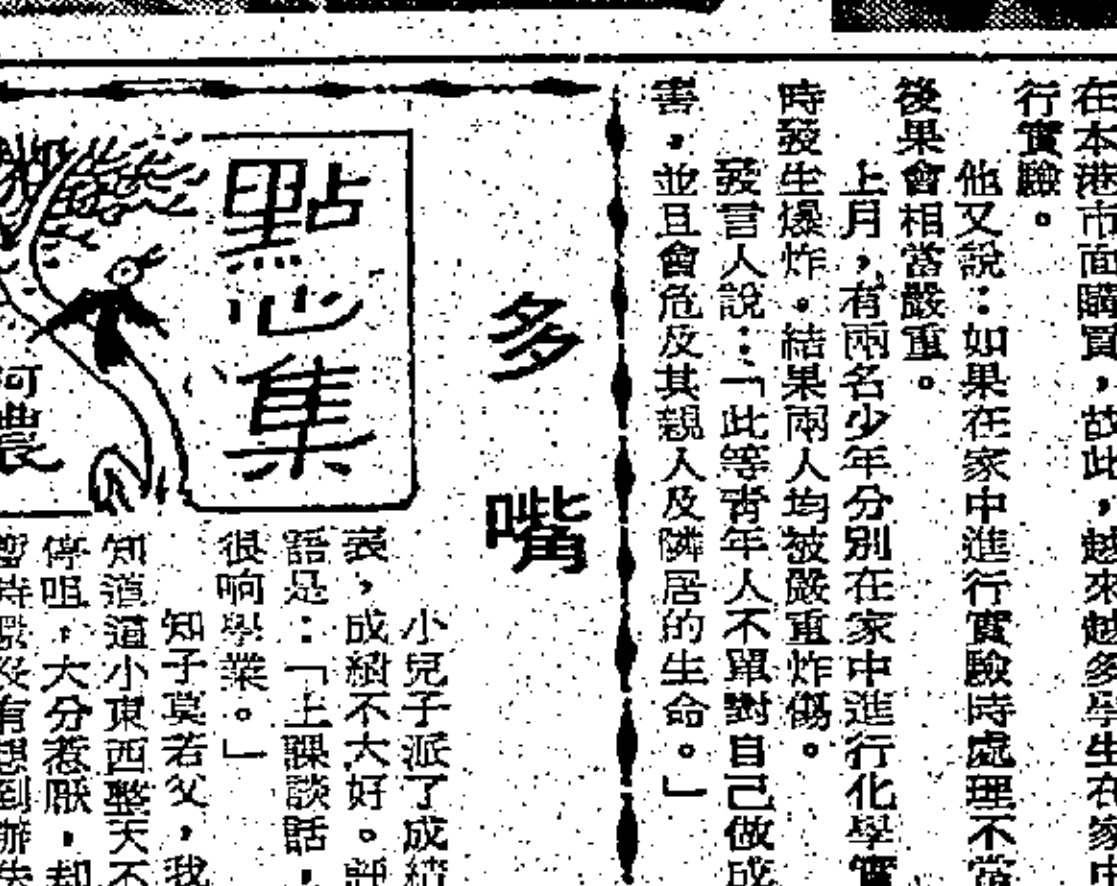 在本港市面購買，故此，越來越多學生在家中
行實驗。
他又說：如果在家中進行實驗時處理不當
後果會相當嚴重。
上月，有兩名少年分別在家中進行化學實
時發生爆炸。結果兩人均被嚴重炸傷。
發言人說：「此等青年人不單對自己做成
害，並且會危及其親人及隣居的生命。」
多嘴
點心集
阿農
小兒子派了成績
表，成績不大好。評
語是：「上課談話，
很响學業。」
知子莫若父，我
知道這小東西整天不
停咀，大分惹厭，却
有想到辦法